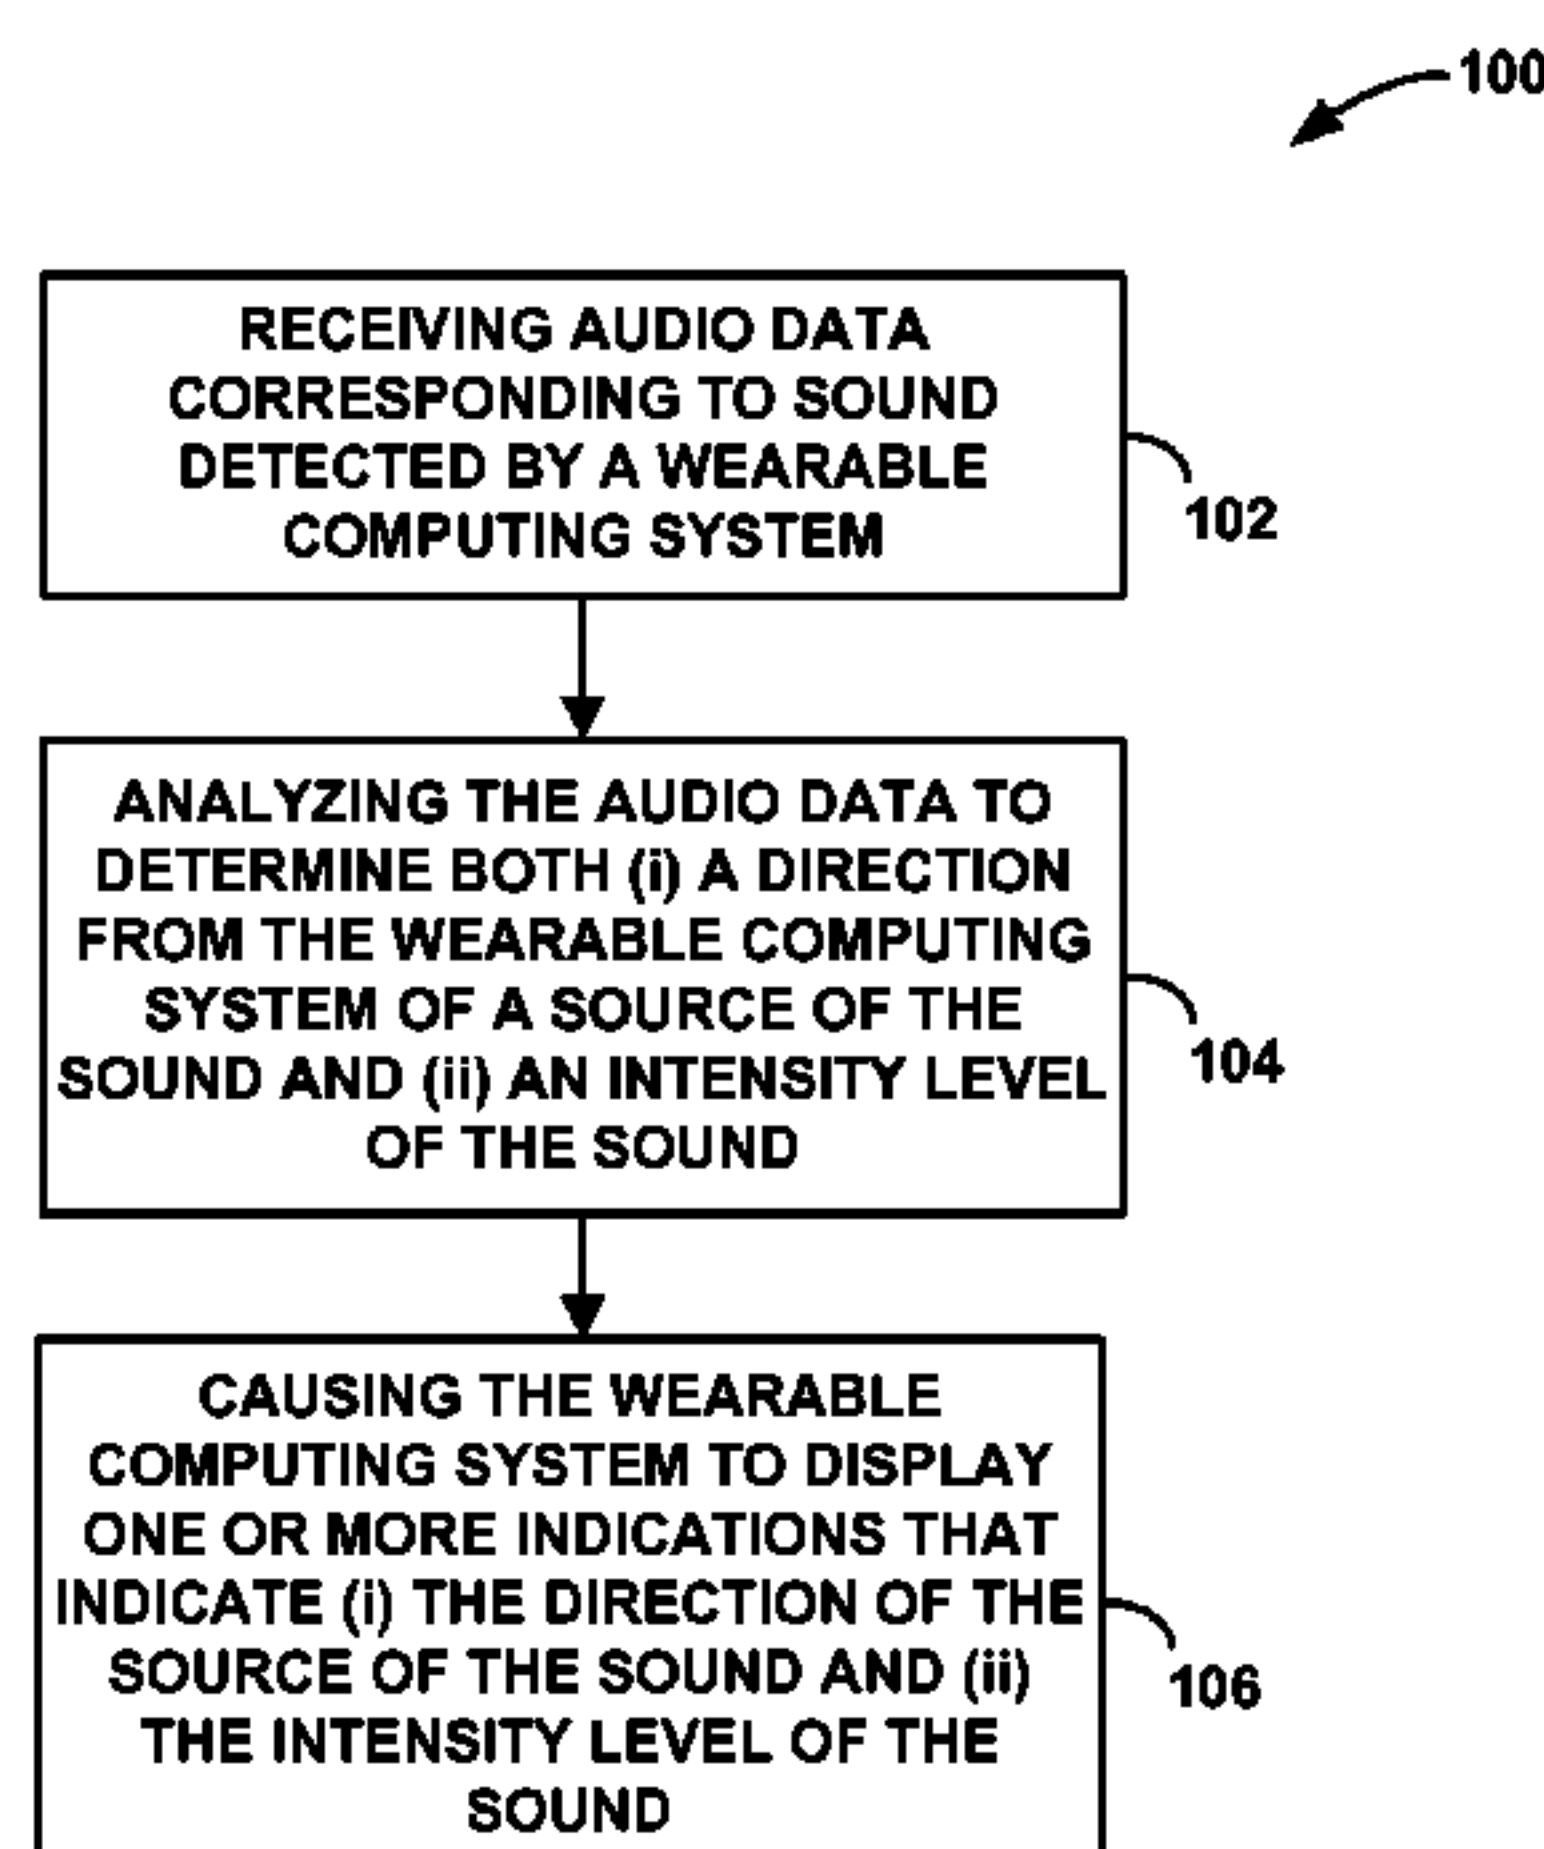 100
RECEIVING AUDIO DATA
CORRESPONDING TO SOUND
DETECTED BY A WEARABLE
COMPUTING SYSTEM
102
ANALYZING THE AUDIO DATA TO
DETERMINE BOTH (i) A DIRECTION
FROM THE WEARABLE COMPUTING
SYSTEM OF A SOURCE OF THE
SOUND AND (ii) AN INTENSITY LEVEL
OF THE SOUND
104
CAUSING THE WEARABLE
COMPUTING SYSTEM TO DISPLAY
ONE OR MORE INDICATIONS THAT
INDICATE (i) THE DIRECTION OF THE
SOURCE OF THE SOUND AND (ii)
THE INTENSITY LEVEL OF THE
SOUND
106